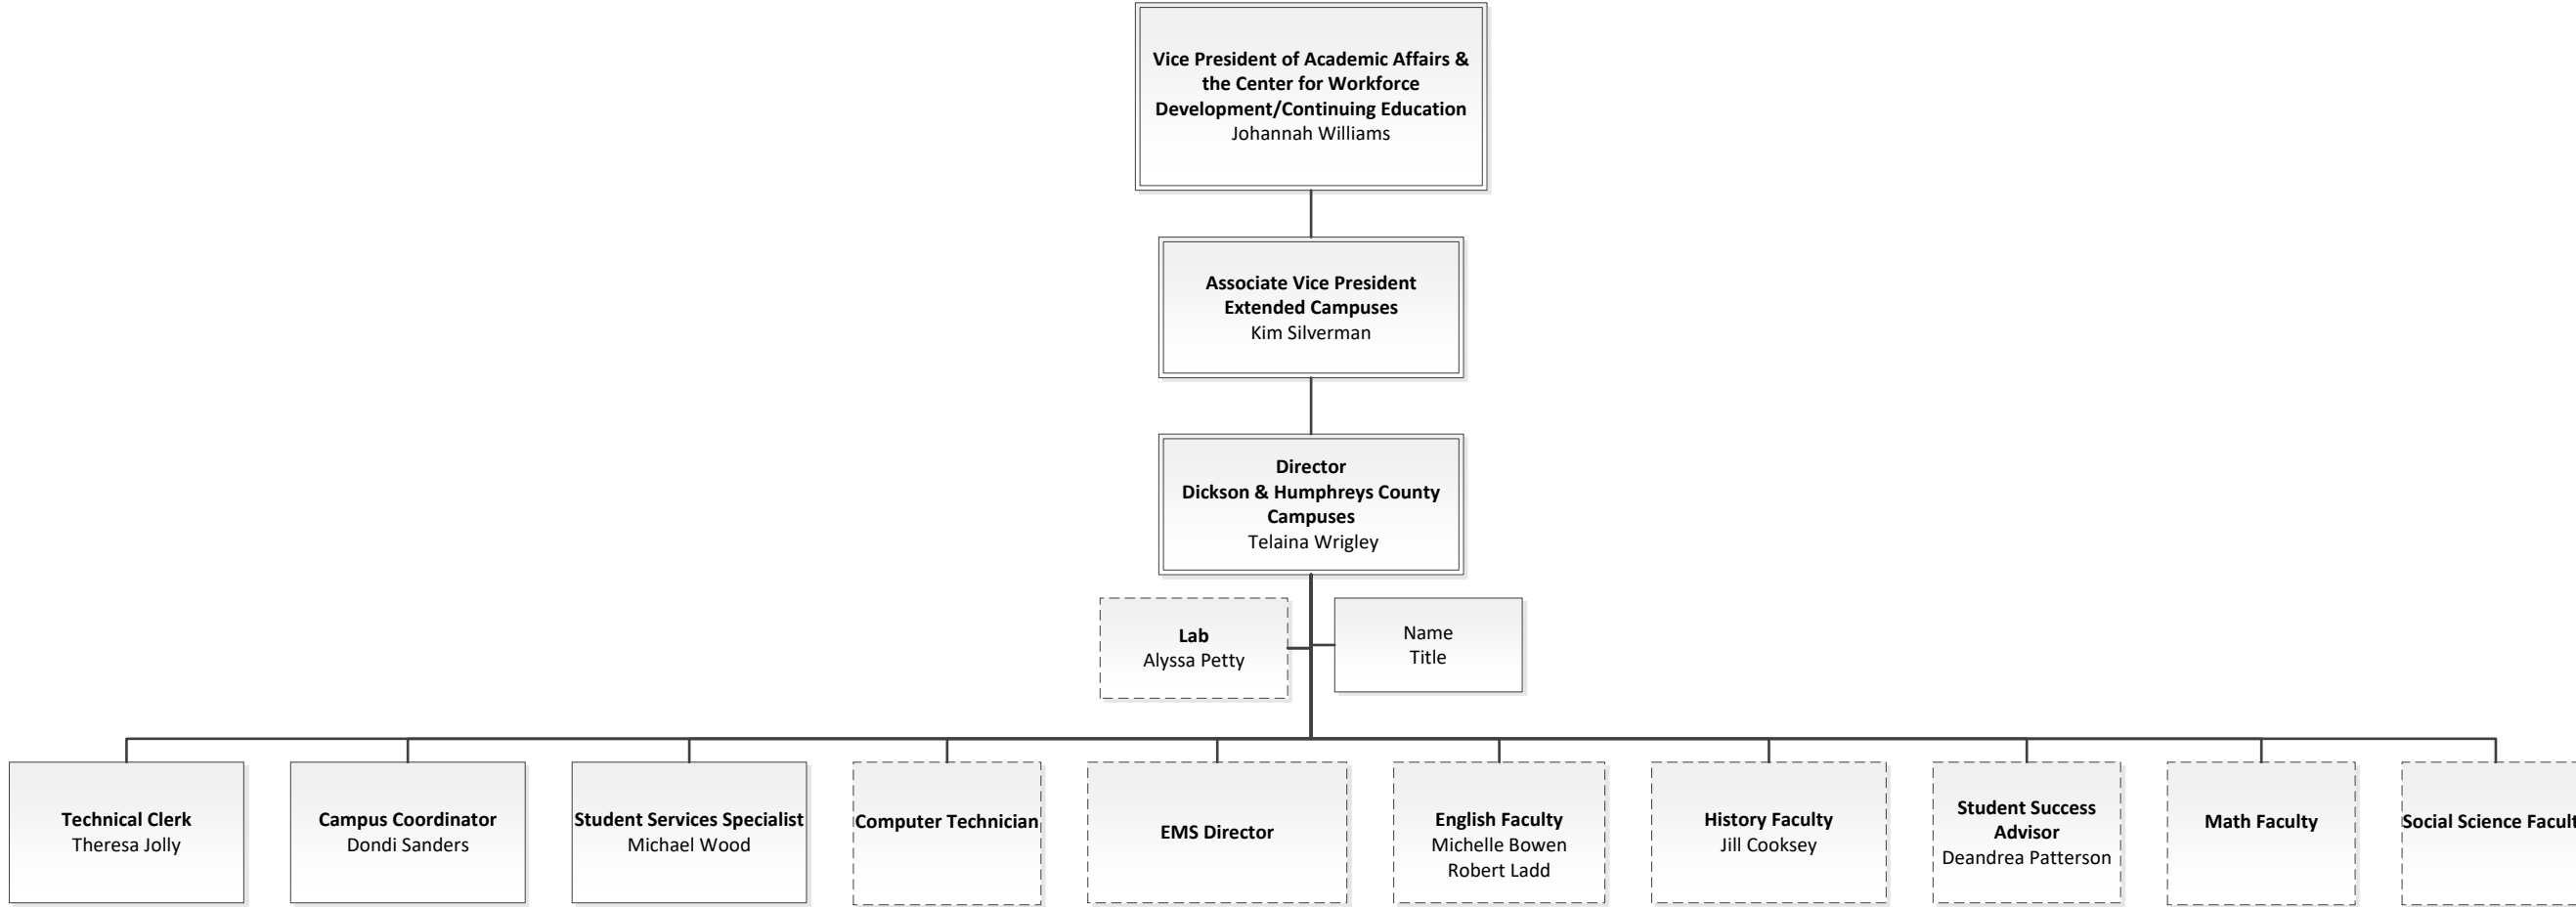 Vice President of Academic Affairs &
the Center for Workforce
Development/Continuing Education
Johannah Williams
Associate Vice President
Extended Campuses
Kim Silverman
Director
Dickson & Humphreys County
Campuses
Telaina Wrigley
Lab
Alyssa Petty
Name
Title
Technical Clerk
Theresa Jolly
Campus Coordinator
Dondi Sanders
Student Services Specialist
Michael Wood
Computer Technician
EMS Director
English Faculty
Michelle Bowen
Robert Ladd
History Faculty
Jill Cooksey
Student Success
Advisor
Deandrea Patterson
Math Faculty
Social Science Facult